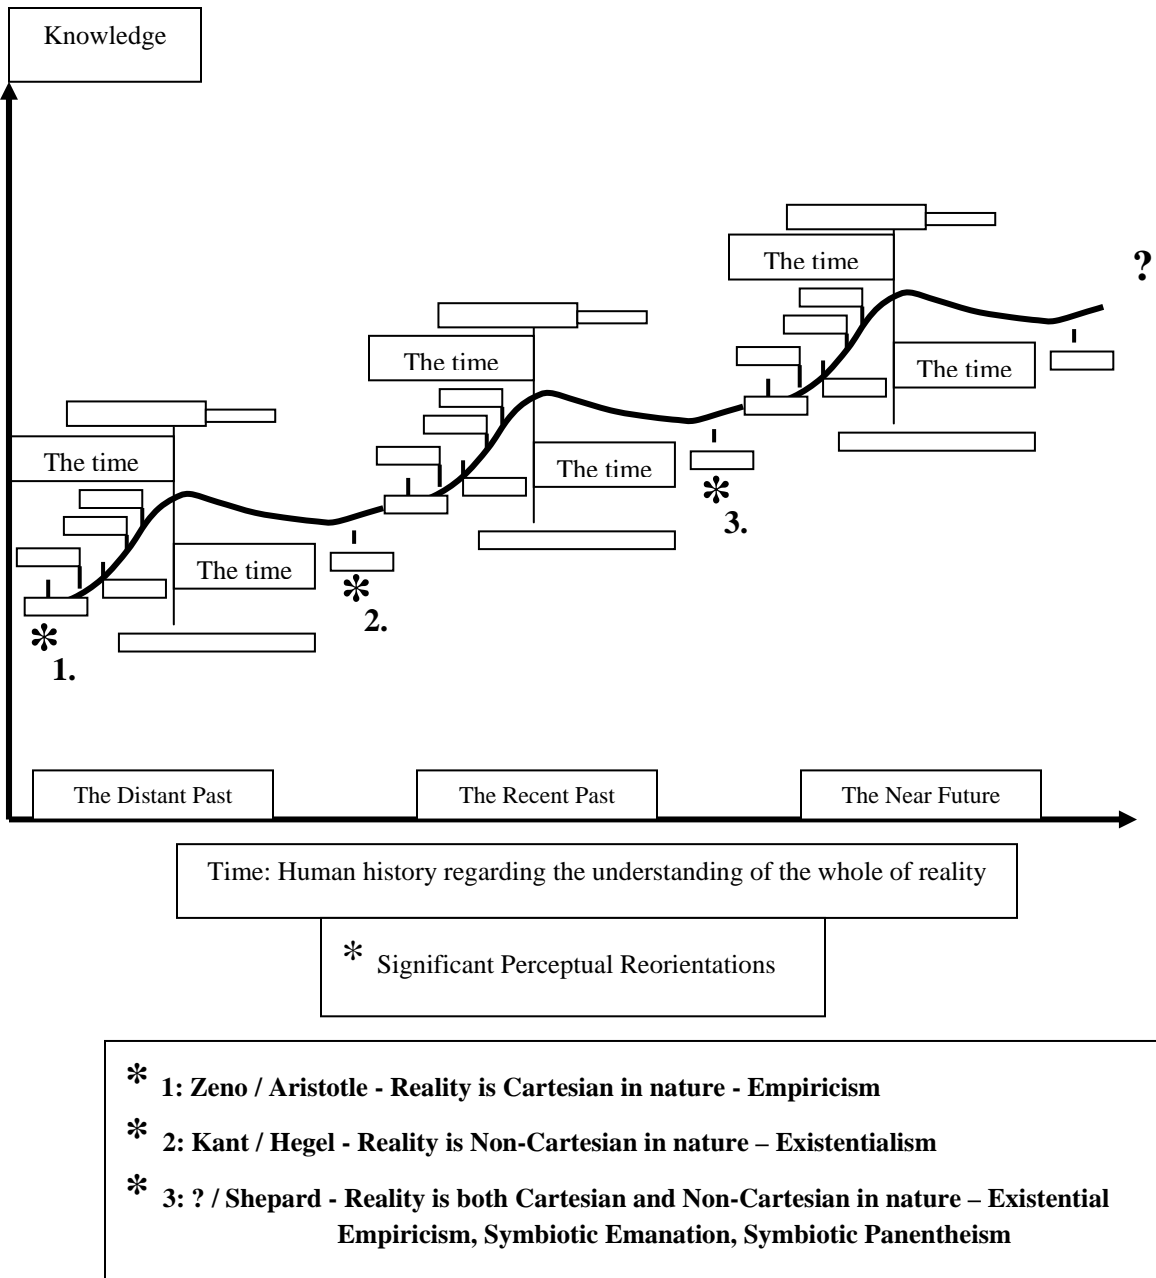 Knowledge
?
The time
The time
The time
The time
The time
The time
3.
2.
1.
The Distant Past
The Recent Past
The Near Future
Time: Human history regarding the understanding of the whole of reality
* Significant Perceptual Reorientations
* 1: Zeno / Aristotle - Reality is Cartesian in nature - Empiricism
* 2: Kant / Hegel - Reality is Non-Cartesian in nature – Existentialism
* 3: ? / Shepard - Reality is both Cartesian and Non-Cartesian in nature – Existential
Empiricism, Symbiotic Emanation, Symbiotic Panentheism